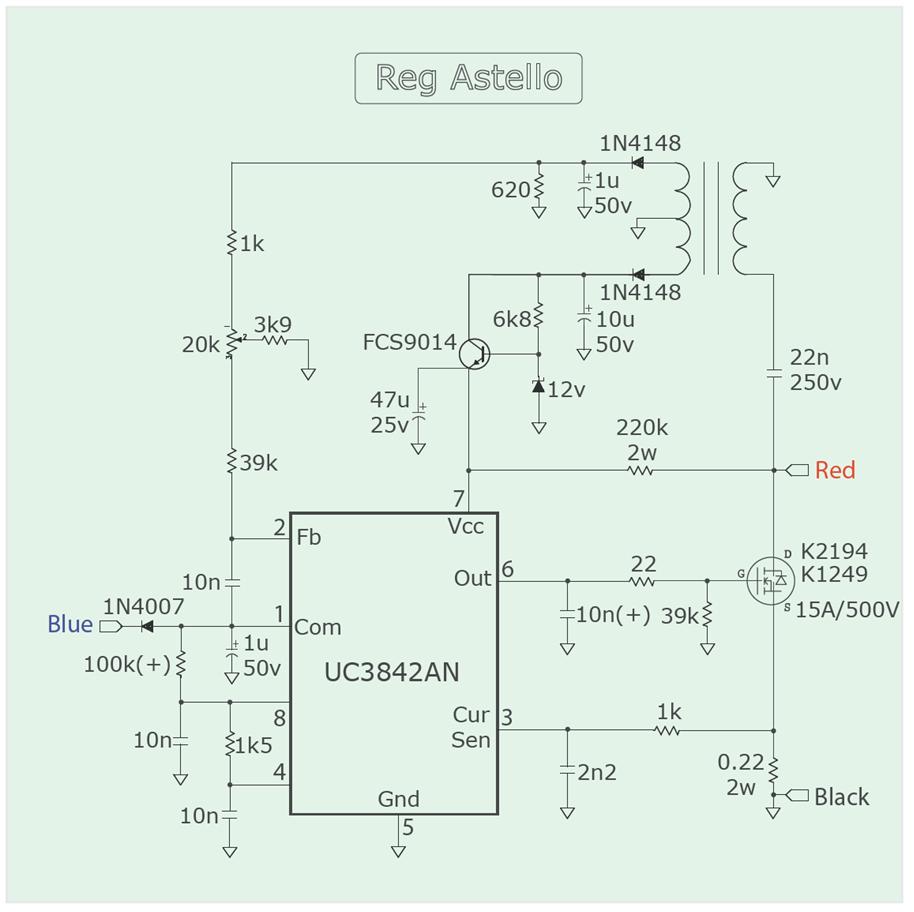 Reg Astello
1N4148
620
1u
50v
1k
1N4148
20k
3k9
FCS9014
6k8
10u
50v
12v
22n
250v
47u
25v
220k
2w
39k
Red
7
Vcc
2
Fb
D
K2194
K1249
G
S
15A/500V
Out
6
22
10n
1N4007
10n(+)
39k
Blue
1
Com
1u
50v
100k(+)
UC3842AN
8
Cur
Sen
3
1k
10n
1k5
2n2
0.22
2w
4
Black
10n
Gnd
5